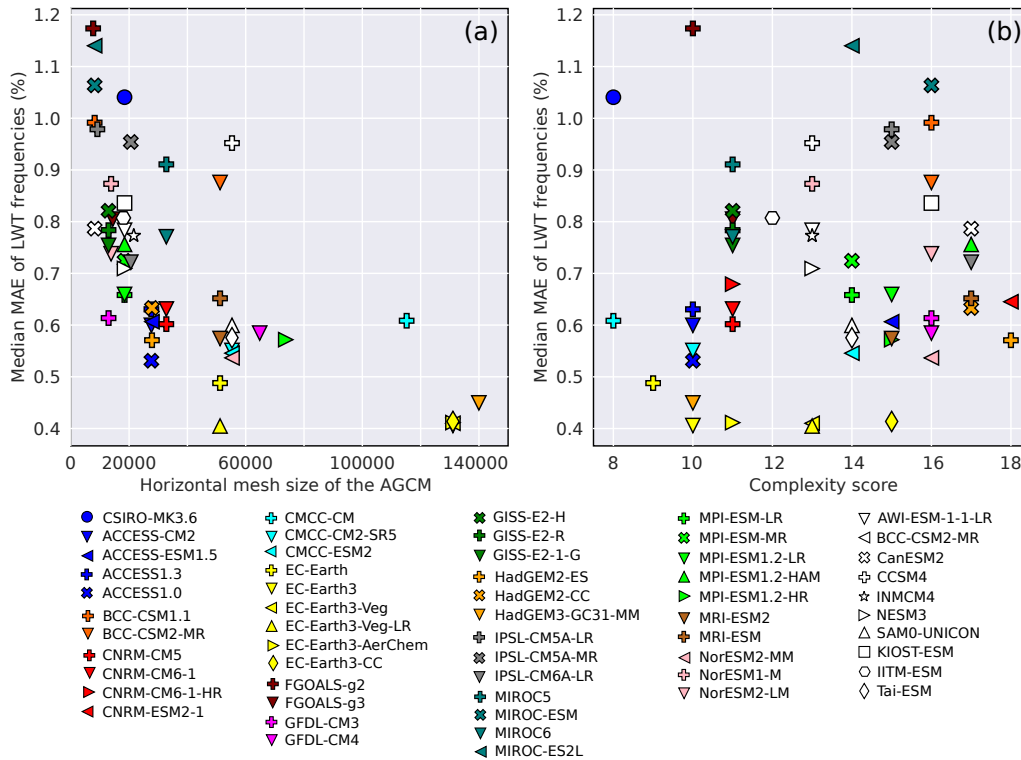 1.2
1.1
1.0
0.9
0.8
0.7
0.6
0.5
0.4
Median MAE of LWT frequencies (%)
(a)
0 20000 60000 100000 140000
Horizontal mesh size of the AGCM
1.2
1.1
1.0
0.9
0.8
0.7
0.6
0.5
0.4
Median MAE of LWT frequencies (%)
(b)
8 10 12 14 16 18
Complexity score
CSIRO-MK3.6
ACCESS-CM2
ACCESS-ESM1.5
ACCESS1.3
ACCESS1.0
BCC-CSM1.1
BCC-CSM2-MR
CNRM-CM5
CNRM-CM6-1
CNRM-CM6-1-HR
CNRM-ESM2-1
CMCC-CM
CMCC-CM2-SR5
CMCC-ESM2
EC-Earth
EC-Earth3
EC-Earth3-Veg
EC-Earth3-Veg-LR
EC-Earth3-AerChem
EC-Earth3-CC
FGOALS-g2
FGOALS-g3
GFDL-CM3
GFDL-CM4
GISS-E2-H
GISS-E2-R
GISS-E2-1-G
HadGEM2-ES
HadGEM2-CC
HadGEM3-GC31-MM
IPSL-CM5A-LR
IPSL-CM5A-MR
IPSL-CM6A-LR
MIROC5
MIROC-ESM
MIROC6
MIROC-ES2L
MPI-ESM-LR
MPI-ESM-MR
MPI-ESM1.2-LR
MPI-ESM1.2-HAM
MPI-ESM1.2-HR
MRI-ESM2
MRI-ESM
NorESM2-MM
NorESM1-M
NorESM2-LM
AWI-ESM-1-1-LR
BCC-CSM2-MR
CanESM2
CCSM4
INMCM4
NESM3
SAM0-UNICON
KIOST-ESM
IITM-ESM
Tai-ESM